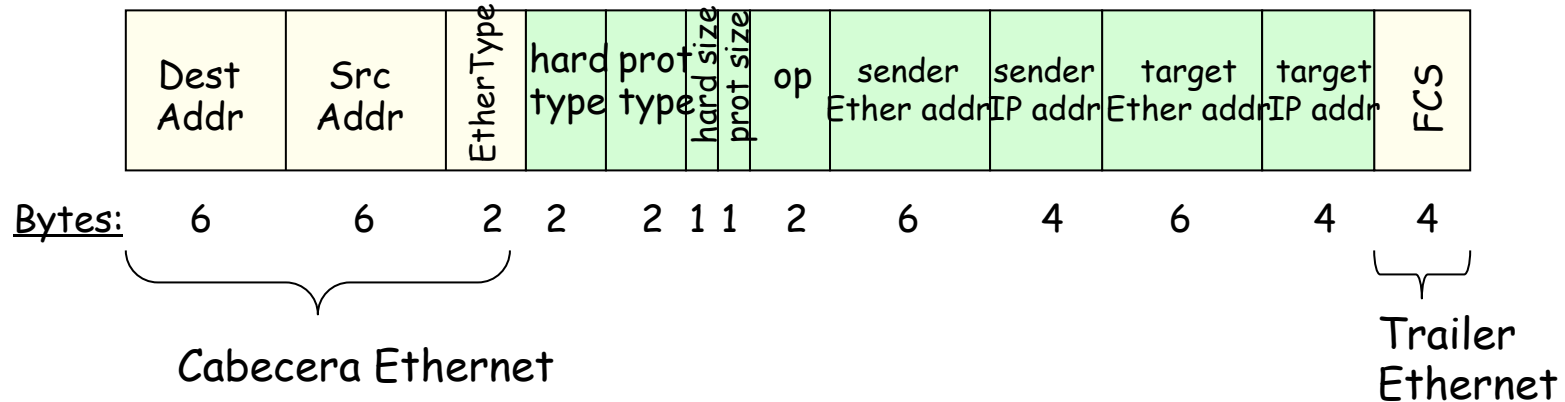 Dest
Addr
Src
Addr
EtherType
hard
type
prot
type
hard size
prot size
op
sender
Ether addr
sender
IP addr
target
Ether addr
target
IP addr
FCS
Bytes: 6 6 2 2 2 1 1 2 6 4 6 4 4
Cabecera Ethernet
Trailer
Ethernet